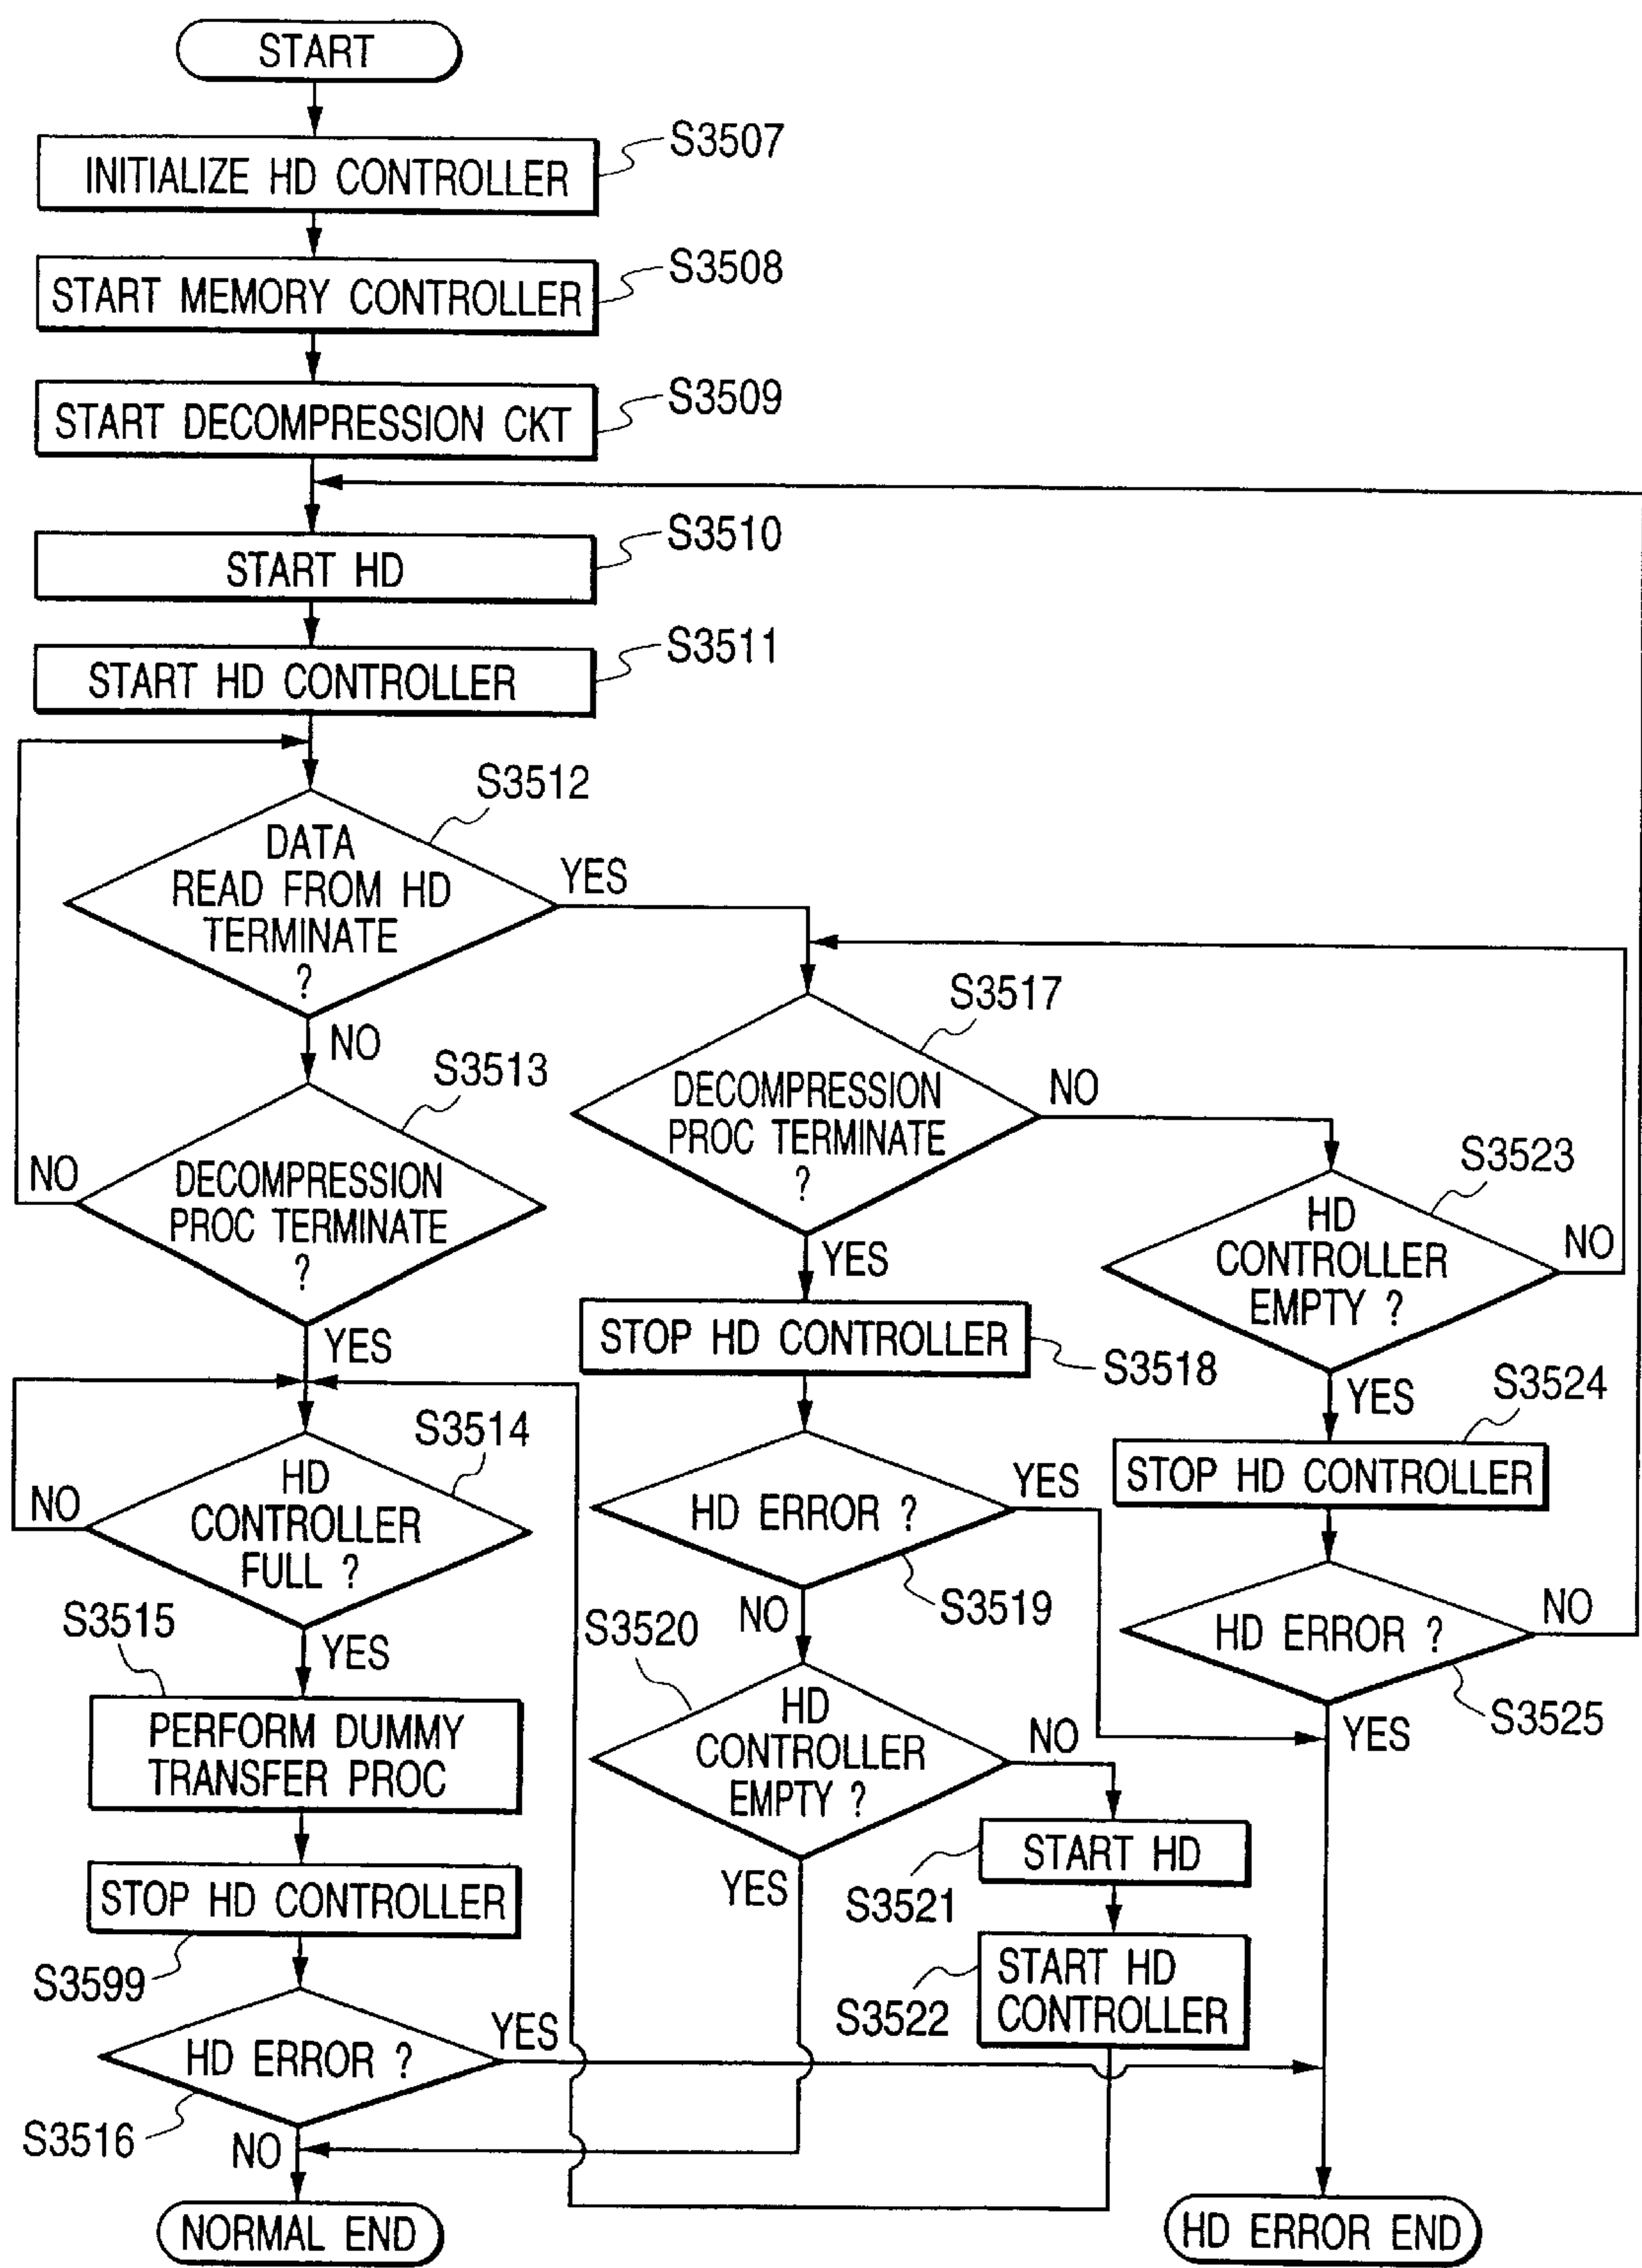 START
INITIALIZE HD CONTROLLER
S3507
START MEMORY CONTROLLER
S3508
START DECOMPRESSION CKT
S3509
START HD
S3510
START HD CONTROLLER
S3511
S3512
DATA
READ FROM HD
TERMINATE
?
YES
NO
S3513
DECOMPRESSION
PROC TERMINATE
?
NO
YES
S3514
HD
CONTROLLER
FULL ?
NO
YES
S3515
PERFORM DUMMY
TRANSFER PROC
STOP HD CONTROLLER
S3599
HD ERROR ?
YES
S3516
NO
NORMAL END
S3517
DECOMPRESSION
PROC TERMINATE
?
NO
YES
STOP HD CONTROLLER
S3518
HD ERROR ?
YES
S3519
NO
S3520
HD
CONTROLLER
EMPTY ?
NO
YES
START HD
S3521
START HD
CONTROLLER
S3522
S3523
HD
CONTROLLER
EMPTY ?
NO
YES
S3524
STOP HD CONTROLLER
HD ERROR ?
NO
S3525
YES
HD ERROR END